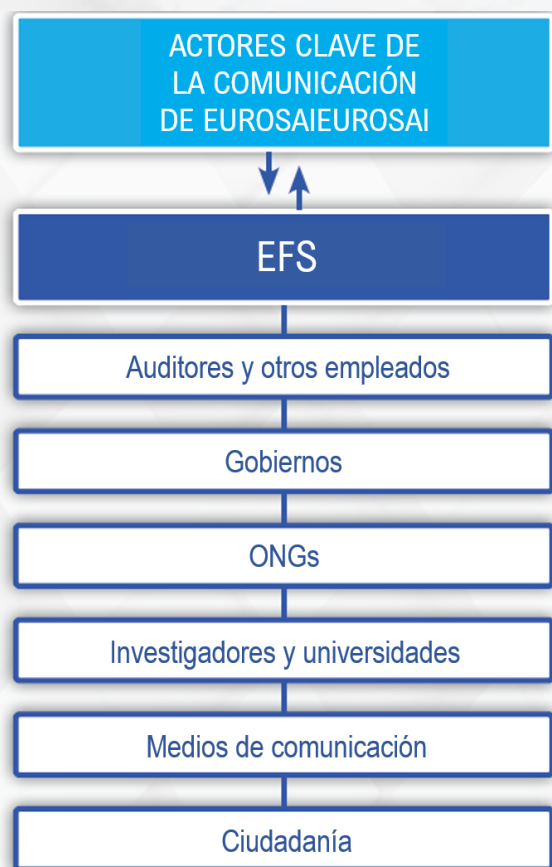 ACTORES CLAVE DE
LA COMUNICACIÓN
DE EUROSAIEUROSAI
EFS
Auditores y otros empleados
Gobiernos
ONGs
Investigadores y universidades
Medios de comunicación
Ciudadanía